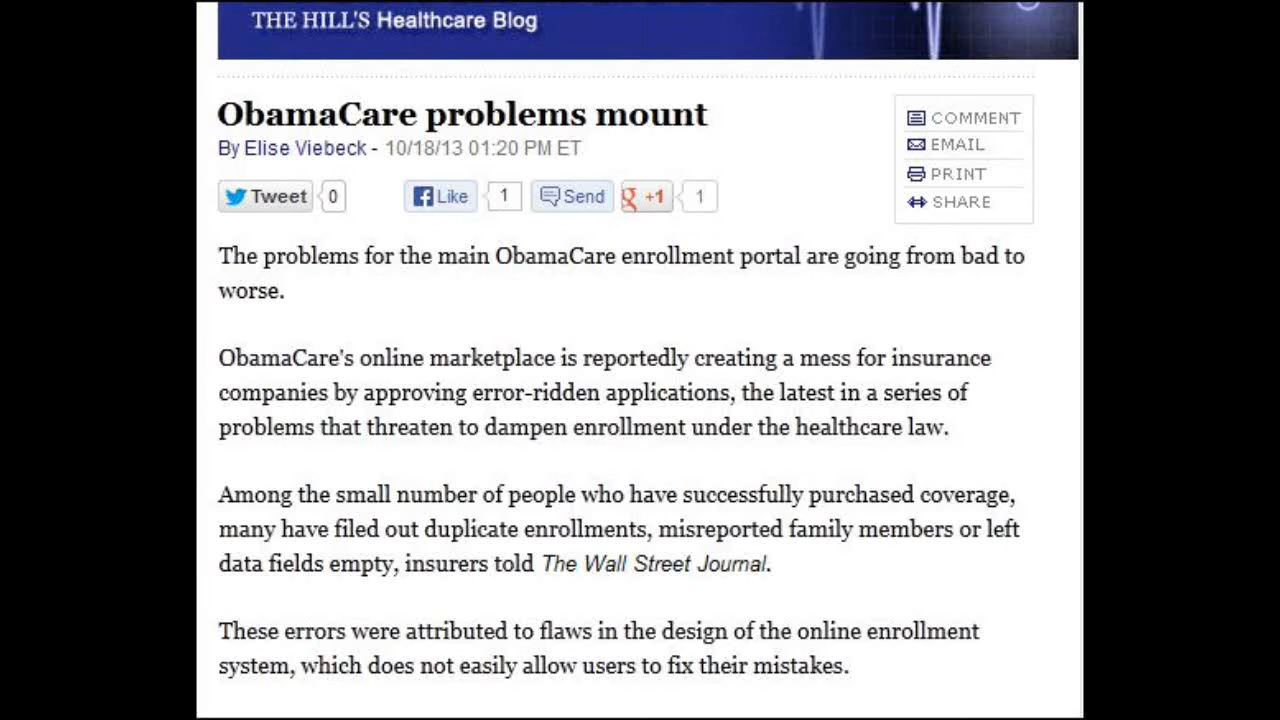 THE HILL'S Healthcare Blog
ObamaCare problems mount
By Elise Viebeck - 10/18/13 01:20 PM ET
Tweet 0 Like 1 Send +1 1
COMMENT
EMAIL
PRINT
SHARE
The problems for the main ObamaCare enrollment portal are going from bad to
worse.
ObamaCare's online marketplace is reportedly creating a mess for insurance
companies by approving error-ridden applications, the latest in a series of
problems that threaten to dampen enrollment under the healthcare law.
Among the small number of people who have successfully purchased coverage,
many have filed out duplicate enrollments, misreported family members or left
data fields empty, insurers told The Wall Street Journal.
These errors were attributed to flaws in the design of the online enrollment
system, which does not easily allow users to fix their mistakes.